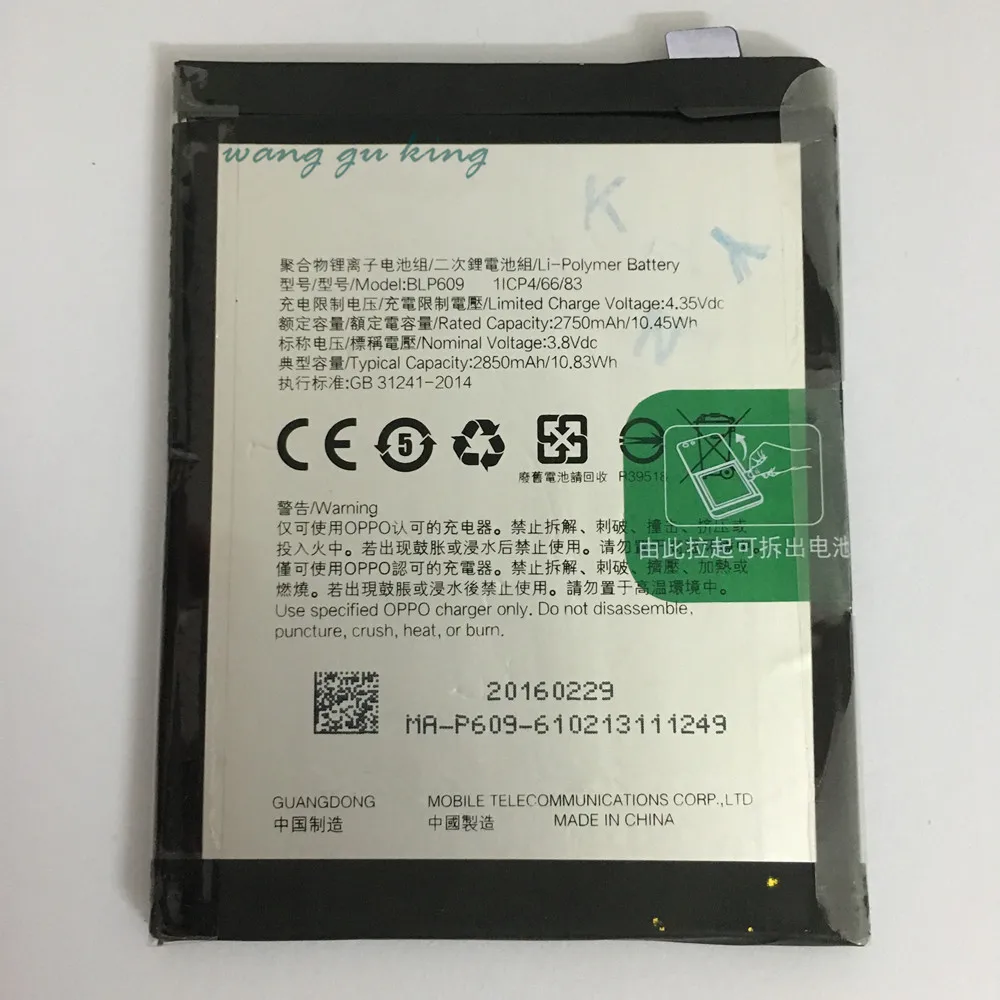 wang gu king
K
Y
N
聚合物锂离子电池组/二次鋰電池組/Li-Polymer Battery
型号/型号/Model:BLP609 1ICP4/66/83
充电限制电压/充電限制電壓/Limited Charge Voltage:4.35Vdc
额定容量/額定電容量/Rated Capacity:2750mAh/10.45Wh
标称电压/標稱電壓/Nominal Voltage:3.8Vdc
典型容量/Typical Capacity:2850mAh/10.83Wh
执行标准:GB 31241-2014
CE 5
廢舊電池請回收 R39518
警告/Warning
仅可使用OPPO认可的充电器。禁止拆解、刺破、撞击、挤压或
投入火中。若出现鼓胀或浸水后禁止使用。请勿置
由此拉起可拆出电池
僅可使用OPPO認可的充電器。禁止拆解、刺破、擠壓、加熱或
燃燒。若出現鼓脹或浸水後禁止使用。請勿置于高温環境中。
Use specified OPPO charger only. Do not disassemble,
puncture, crush, heat, or burn.
20160229
MA-P609-610213111249
GUANGDONG MOBILE TELECOMMUNICATIONS CORP.,LTD
中国制造 中國製造 MADE IN CHINA